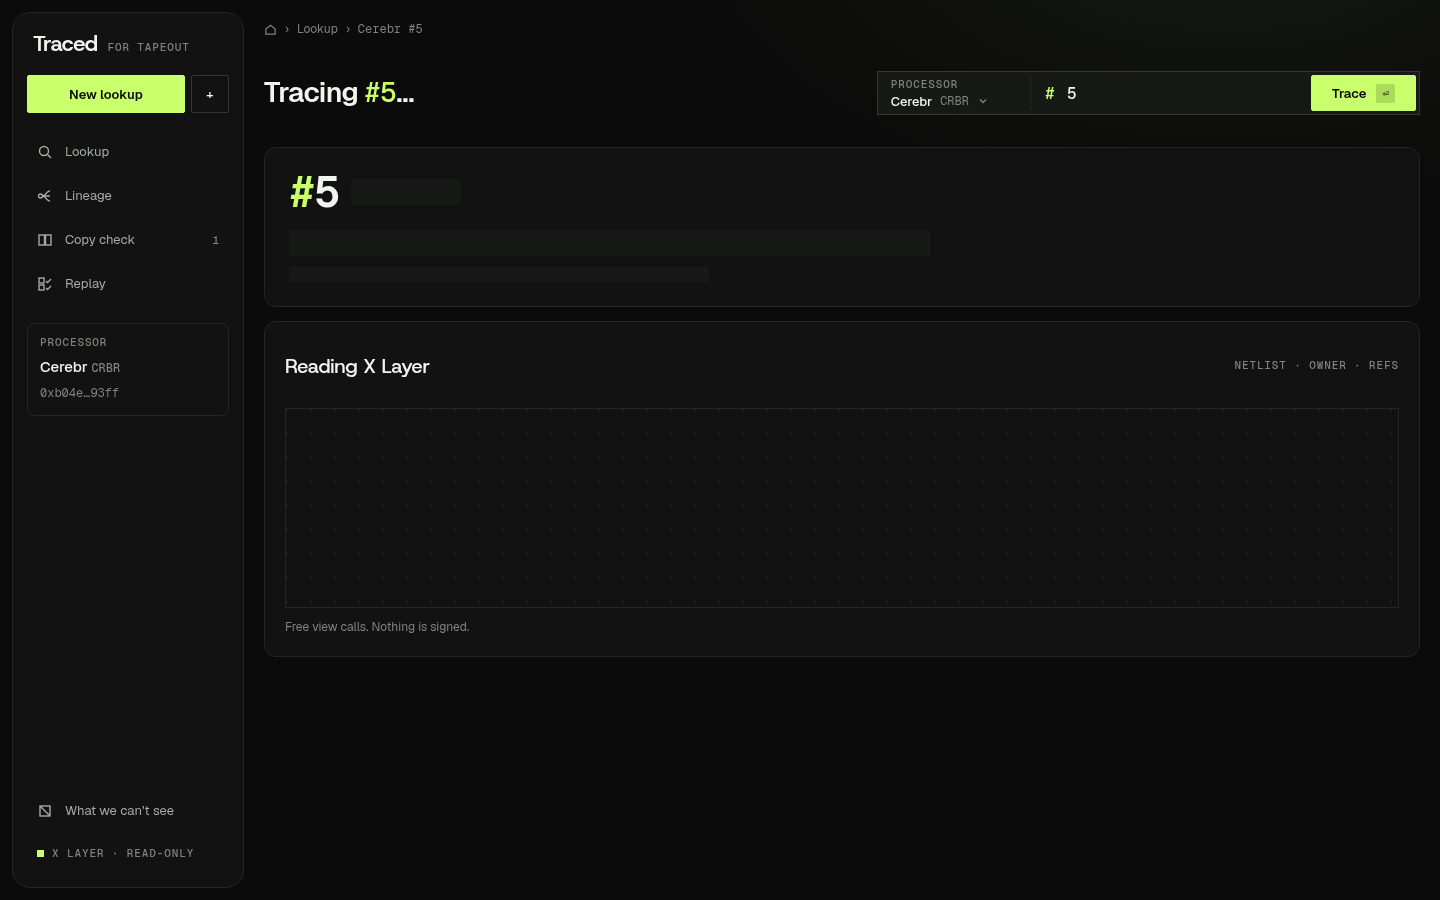 Traced FOR TAPEOUT
New lookup
+
Lookup
Lineage
Copy check 1
Replay
PROCESSOR
Cerebr CRBR
0xb04e…93ff
What we can't see
X LAYER · READ-ONLY
› Lookup › Cerebr #5
Tracing #5…
PROCESSOR
Cerebr CRBR
# 5
Trace ⏎
#5
Reading X Layer
NETLIST · OWNER · REFS
Free view calls. Nothing is signed.